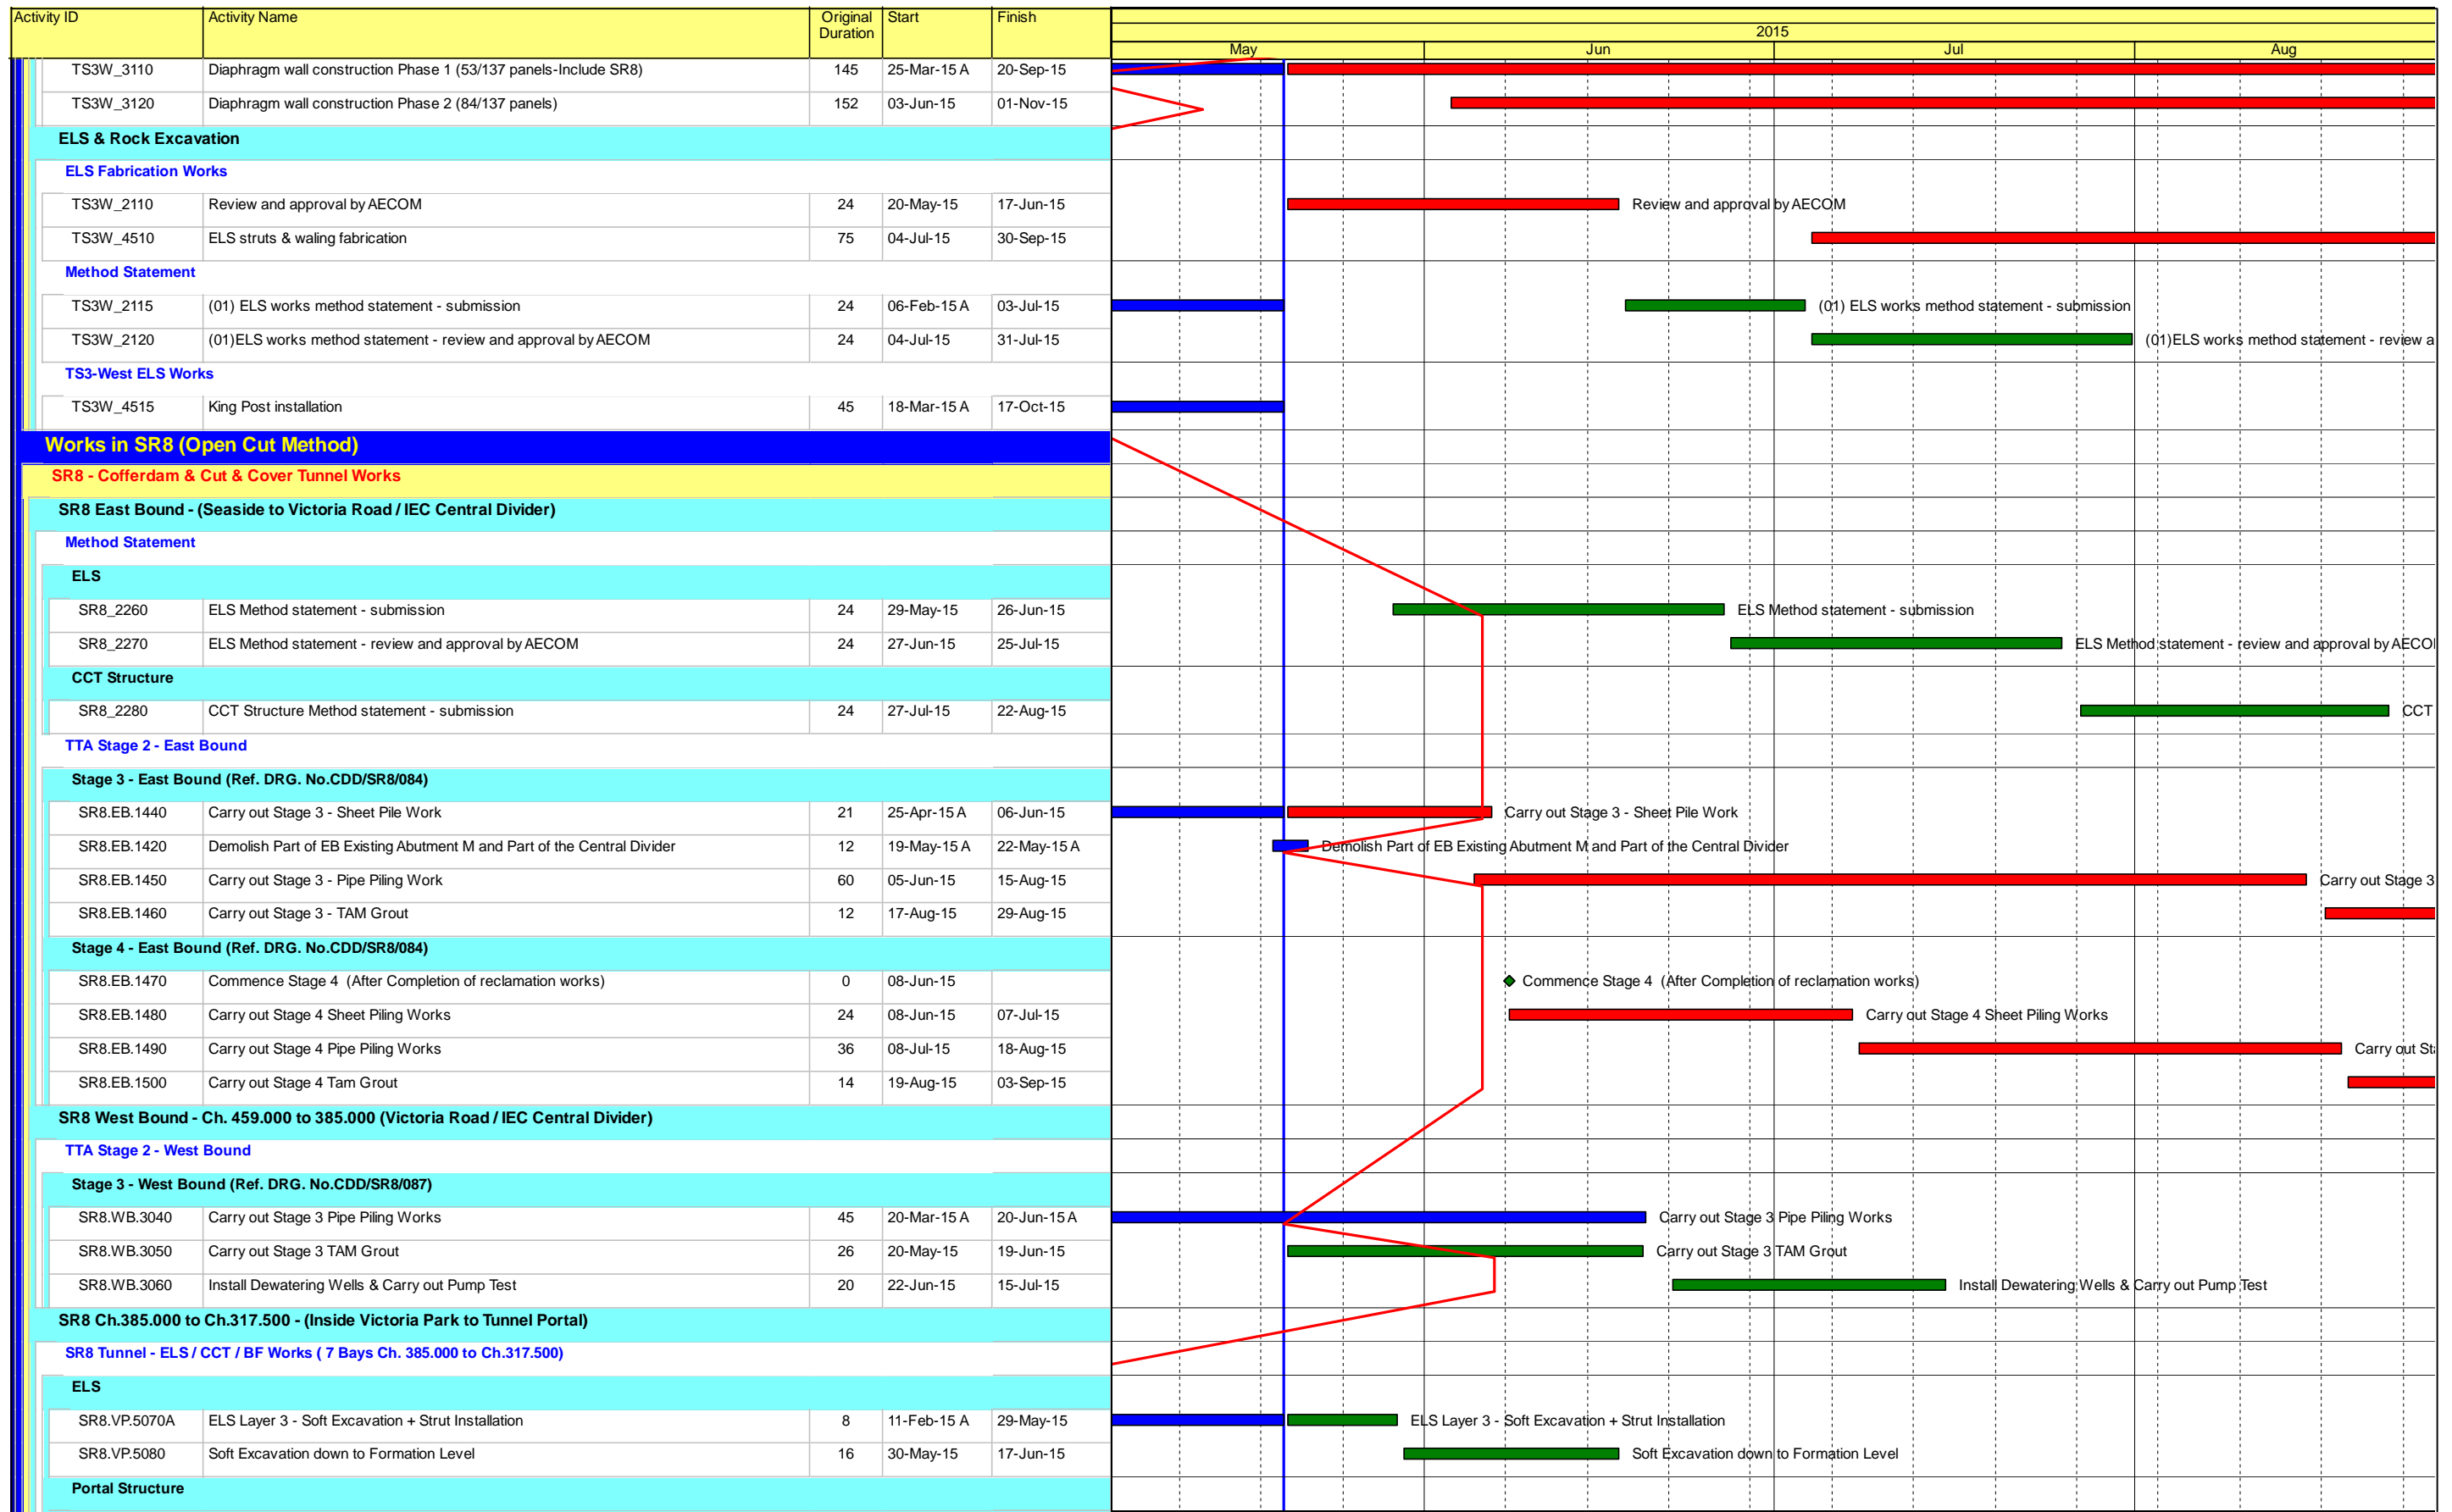 Activity ID Activity Name Original Duration Start Finish 2015
May Jun Jul Aug
TS3W_3110 Diaphragm wall construction Phase 1 (53/137 panels-Include SR8) 145 25-Mar-15 A 20-Sep-15
TS3W_3120 Diaphragm wall construction Phase 2 (84/137 panels) 152 03-Jun-15 01-Nov-15
ELS & Rock Excavation
ELS Fabrication Works
TS3W_2110 Review and approval by AECOM 24 20-May-15 17-Jun-15 Review and approval by AECOM
TS3W_4510 ELS struts & waling fabrication 75 04-Jul-15 30-Sep-15
Method Statement
TS3W_2115 (01) ELS works method statement - submission 24 06-Feb-15 A 03-Jul-15 (01) ELS works method statement - submission
TS3W_2120 (01)ELS works method statement - review and approval by AECOM 24 04-Jul-15 31-Jul-15 (01)ELS works method statement - review a
TS3-West ELS Works
TS3W_4515 King Post installation 45 18-Mar-15 A 17-Oct-15
Works in SR8 (Open Cut Method)
SR8 - Cofferdam & Cut & Cover Tunnel Works
SR8 East Bound - (Seaside to Victoria Road / IEC Central Divider)
Method Statement
ELS
SR8_2260 ELS Method statement - submission 24 29-May-15 26-Jun-15 ELS Method statement - submission
SR8_2270 ELS Method statement - review and approval by AECOM 24 27-Jun-15 25-Jul-15 ELS Method statement - review and approval by AECO
CCT Structure
SR8_2280 CCT Structure Method statement - submission 24 27-Jul-15 22-Aug-15 CCT
TTA Stage 2 - East Bound
Stage 3 - East Bound (Ref. DRG. No.CDD/SR8/084)
SR8.EB.1440 Carry out Stage 3 - Sheet Pile Work 21 25-Apr-15 A 06-Jun-15 Carry out Stage 3 - Sheet Pile Work
SR8.EB.1420 Demolish Part of EB Existing Abutment M and Part of the Central Divider 12 19-May-15 A 22-May-15 A Demolish Part of EB Existing Abutment M and Part of the Central Divider
SR8.EB.1450 Carry out Stage 3 - Pipe Piling Work 60 05-Jun-15 15-Aug-15 Carry out Stage 3
SR8.EB.1460 Carry out Stage 3 - TAM Grout 12 17-Aug-15 29-Aug-15
Stage 4 - East Bound (Ref. DRG. No.CDD/SR8/084)
SR8.EB.1470 Commence Stage 4 (After Completion of reclamation works) 0 08-Jun-15 Commence Stage 4 (After Completion of reclamation works)
SR8.EB.1480 Carry out Stage 4 Sheet Piling Works 24 08-Jun-15 07-Jul-15 Carry out Stage 4 Sheet Piling Works
SR8.EB.1490 Carry out Stage 4 Pipe Piling Works 36 08-Jul-15 18-Aug-15 Carry out St
SR8.EB.1500 Carry out Stage 4 Tam Grout 14 19-Aug-15 03-Sep-15
SR8 West Bound - Ch. 459.000 to 385.000 (Victoria Road / IEC Central Divider)
TTA Stage 2 - West Bound
Stage 3 - West Bound (Ref. DRG. No.CDD/SR8/087)
SR8.WB.3040 Carry out Stage 3 Pipe Piling Works 45 20-Mar-15 A 20-Jun-15 A Carry out Stage 3 Pipe Piling Works
SR8.WB.3050 Carry out Stage 3 TAM Grout 26 20-May-15 19-Jun-15 Carry out Stage 3 TAM Grout
SR8.WB.3060 Install Dewatering Wells & Carry out Pump Test 20 22-Jun-15 15-Jul-15 Install Dewatering Wells & Carry out Pump Test
SR8 Ch.385.000 to Ch.317.500 - (Inside Victoria Park to Tunnel Portal)
SR8 Tunnel - ELS / CCT / BF Works ( 7 Bays Ch. 385.000 to Ch.317.500)
ELS
SR8.VP.5070A ELS Layer 3 - Soft Excavation + Strut Installation 8 11-Feb-15 A 29-May-15 ELS Layer 3 - Soft Excavation + Strut Installation
SR8.VP.5080 Soft Excavation down to Formation Level 16 30-May-15 17-Jun-15 Soft Excavation down to Formation Level
Portal Structure